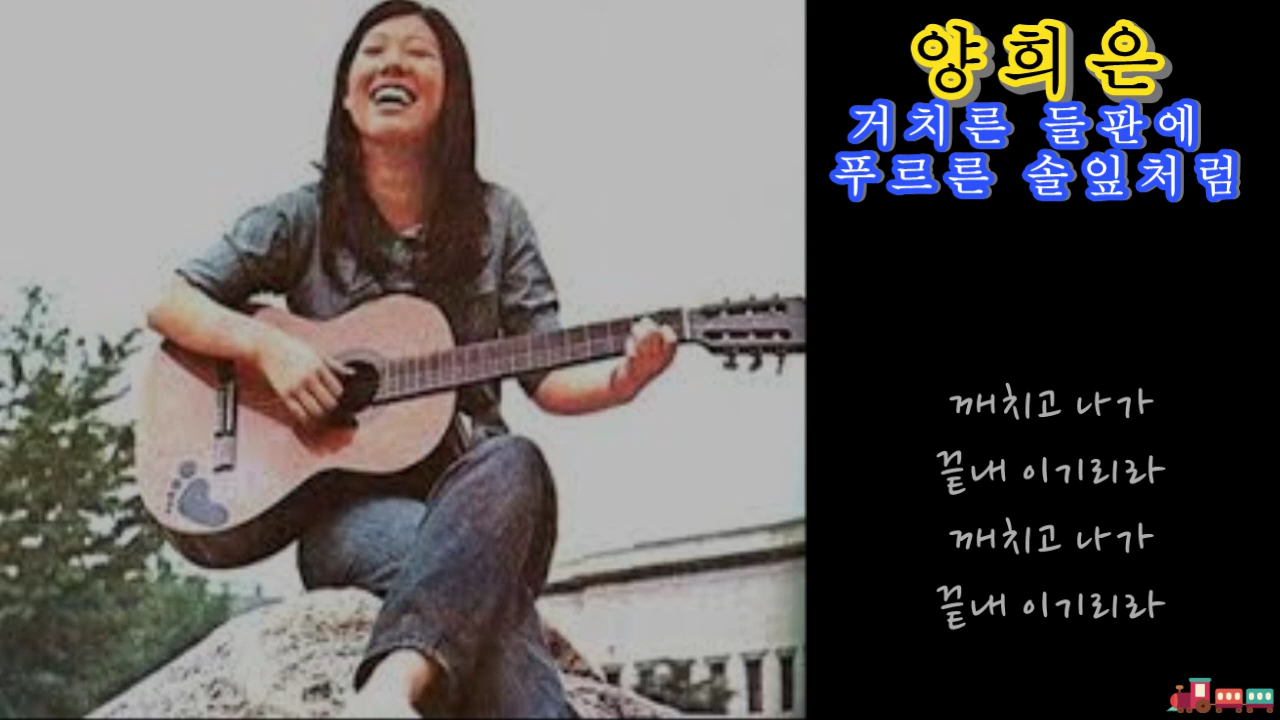 양희은
거치른 들판에
푸르른 솔잎처럼
깨치고 나가
끝내 이기리라
깨치고 나가
끝내 이기리라